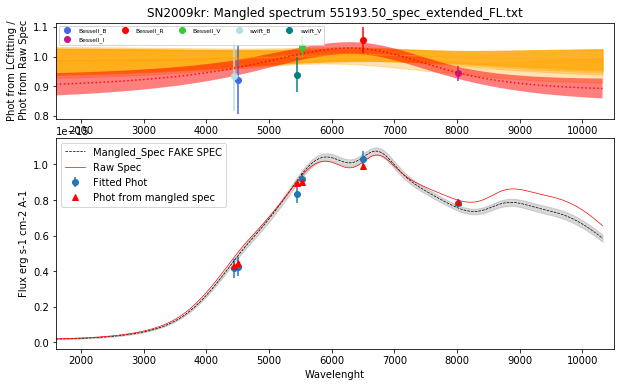 SN2009kr: Mangled spectrum 55193.50_spec_extended_FL.txt
Phot from LCfitting /
Phot from Raw Spec
Bessell_B
Bessell_I
Bessell_R
Bessell_V
swift_B
swift_V
1.1
1.0
0.9
0.8
2000 3000 4000 5000 6000 7000 8000 9000 10000
Flux erg s-1 cm-2 A-1
Mangled_Spec FAKE SPEC
Raw Spec
Fitted Phot
Phot from mangled spec
1.0
0.8
0.6
0.4
0.2
0.0
2000 3000 4000 5000 6000 7000 8000 9000 10000
Wavelenght